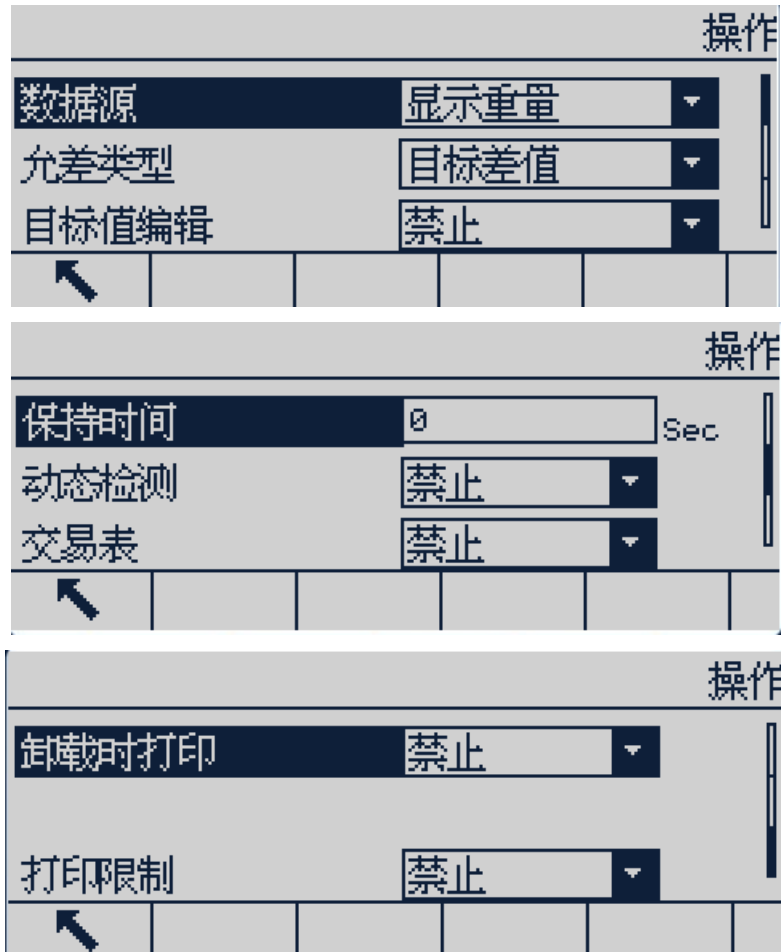 操作
数据源 显示重量
允差类型 目标差值
目标值编辑 禁止
操作
保持时间 0 Sec
动态检测 禁止
交易表 禁止
操作
卸载时打印 禁止
打印限制 禁止